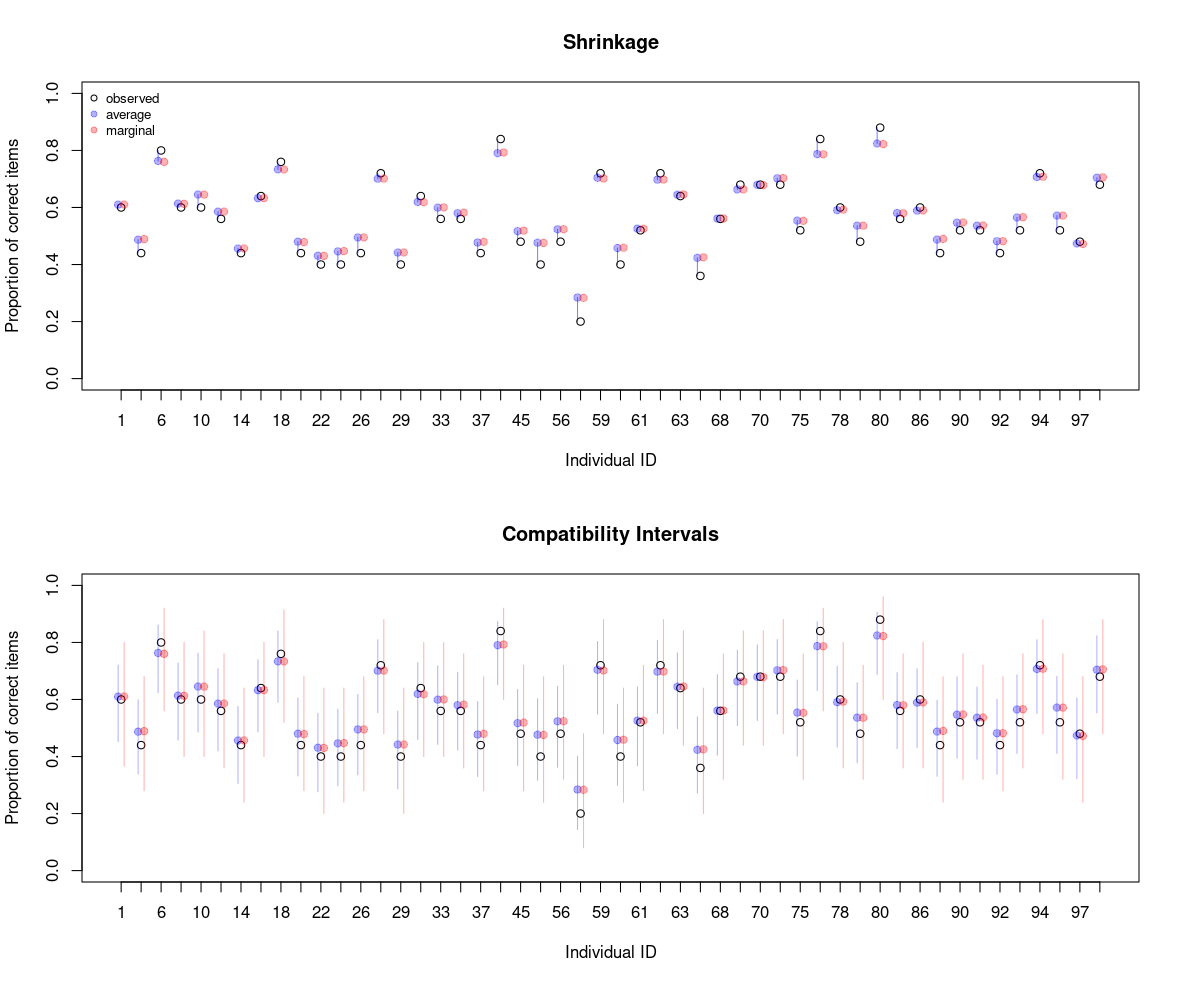 Shrinkage
observed
average
marginal
Proportion of correct items
1.0
0.8
0.6
0.4
0.2
0.0
1 6 10 14 18 22 26 29 33 37 45 56 59 61 63 68 70 75 78 80 86 90 92 94 97
Individual ID
Compatibility Intervals
Proportion of correct items
1.0
0.8
0.6
0.4
0.2
0.0
1 6 10 14 18 22 26 29 33 37 45 56 59 61 63 68 70 75 78 80 86 90 92 94 97
Individual ID